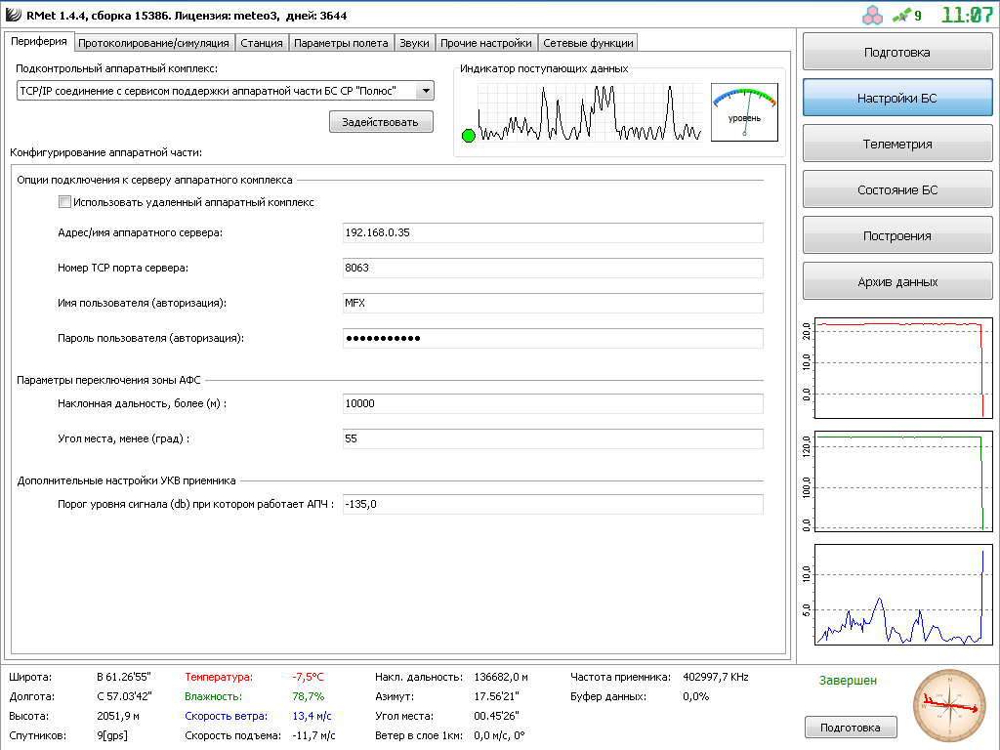 RMet 1.4.4, сборка 15386. Лицензия: meteo3, дней: 3644
9
11:07
Периферия
Протоколирование/симуляция
Станция
Параметры полета
Звуки
Прочие настройки
Сетевые функции
Подконтрольный аппаратный комплекс:
TCP/IP соединение с сервисом поддержки аппаратной части БС СР "Полюс"
Задействовать
Индикатор поступающих данных
уровень
Конфигурирование аппаратной части:
Опции подключения к серверу аппаратного комплекса
Использовать удаленный аппаратный комплекс
Адрес/имя аппаратного сервера: 192.168.0.35
Номер TCP порта сервера: 8063
Имя пользователя (авторизация): MFX
Пароль пользователя (авторизация): ●●●●●●●●●●●
Параметры переключения зоны АФС
Наклонная дальность, более (м) : 10000
Угол места, менее (град) : 55
Дополнительные настройки УКВ приемника
Порог уровня сигнала (db) при котором работает АПЧ : -135,0
Подготовка
Настройки БС
Телеметрия
Состояние БС
Построения
Архив данных
20,0
10,0
0,0
120,0
100,0
0,0
10,0
5,0
Широта: В 61.26'55" Температура: -7,5°C Накл. дальность: 136682,0 м Частота приемника: 402997,7 KHz
Долгота: С 57.03'42" Влажность: 78,7% Азимут: 17.56'21" Буфер данных: 0,0%
Высота: 2051,9 м Скорость ветра: 13,4 м/с Угол места: 00.45'26"
Спутников: 9[gps] Скорость подъема: -11,7 м/с Ветер в слое 1км: 0,0 м/с, 0°
Завершен
Подготовка
N
W
E
S